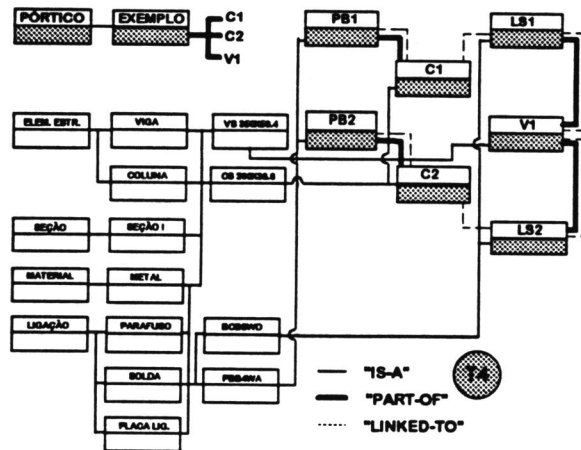 PÓRTICO
EXEMPLO
C1
C2
V1
PB1
LS1
C1
ELEM. ESTR.
VIGA
PB2
V1
COLUNA
C2
SEÇÃO
SEÇÃO I
LS2
MATERIAL
METAL
LIGAÇÃO
PARAFUSO
SOLDA
PLACA LIG.
"IS-A"
"PART-OF"
"LINKED-TO"
T4